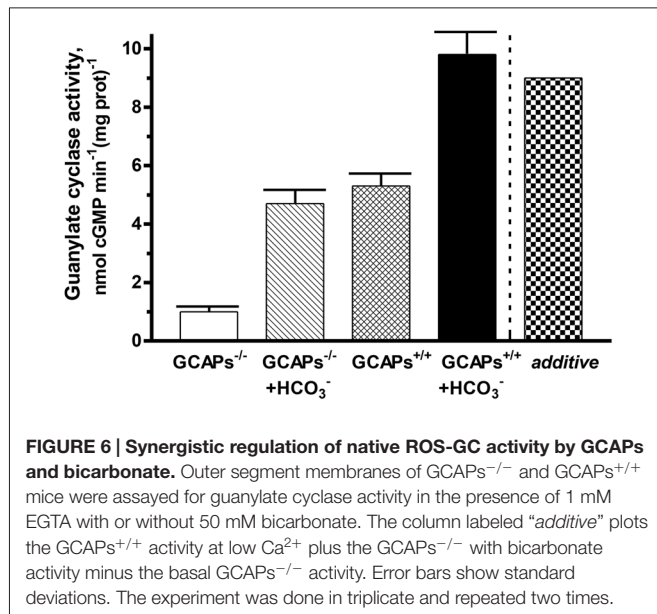 Guanylate cyclase activity,
nmol cGMP min⁻¹(mg prot)⁻¹
10
8
6
4
2
0
GCAPs⁻/⁻
GCAPs⁻/⁻
+HCO₃⁻
GCAPs⁺/⁺
GCAPs⁺/⁺
+HCO₃⁻
additive
FIGURE 6 | Synergistic regulation of native ROS-GC activity by GCAPs
and bicarbonate. Outer segment membranes of GCAPs⁻/⁻ and GCAPs⁺/⁺
mice were assayed for guanylate cyclase activity in the presence of 1 mM
EGTA with or without 50 mM bicarbonate. The column labeled “additive” plots
the GCAPs⁺/⁺ activity at low Ca²⁺ plus the GCAPs⁻/⁻ with bicarbonate
activity minus the basal GCAPs⁻/⁻ activity. Error bars show standard
deviations. The experiment was done in triplicate and repeated two times.